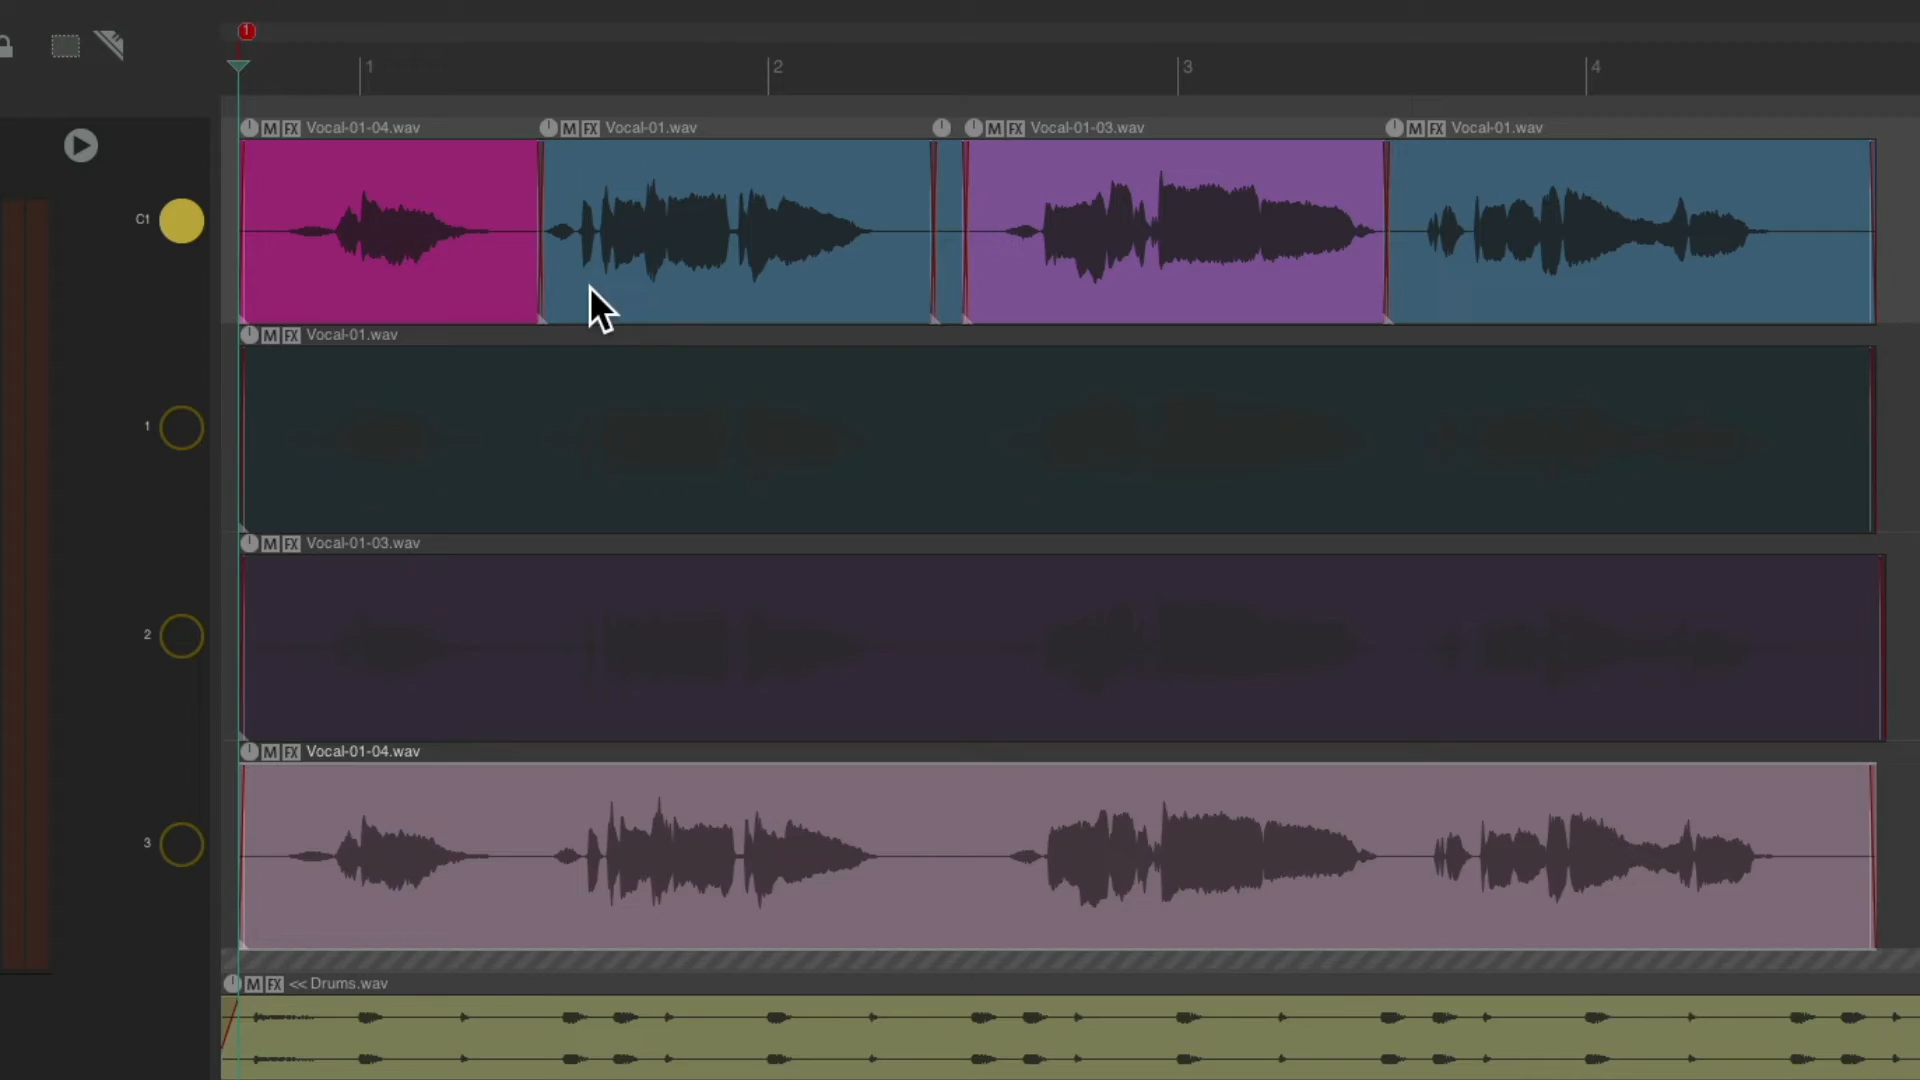 1
1 2 3 4
M FX Vocal-01-04.wav M FX Vocal-01.wav M FX Vocal-01-03.wav M FX Vocal-01.wav
C1
M FX Vocal-01.wav
1
M FX Vocal-01-03.wav
2
M FX Vocal-01-04.wav
3
M FX << Drums.wav